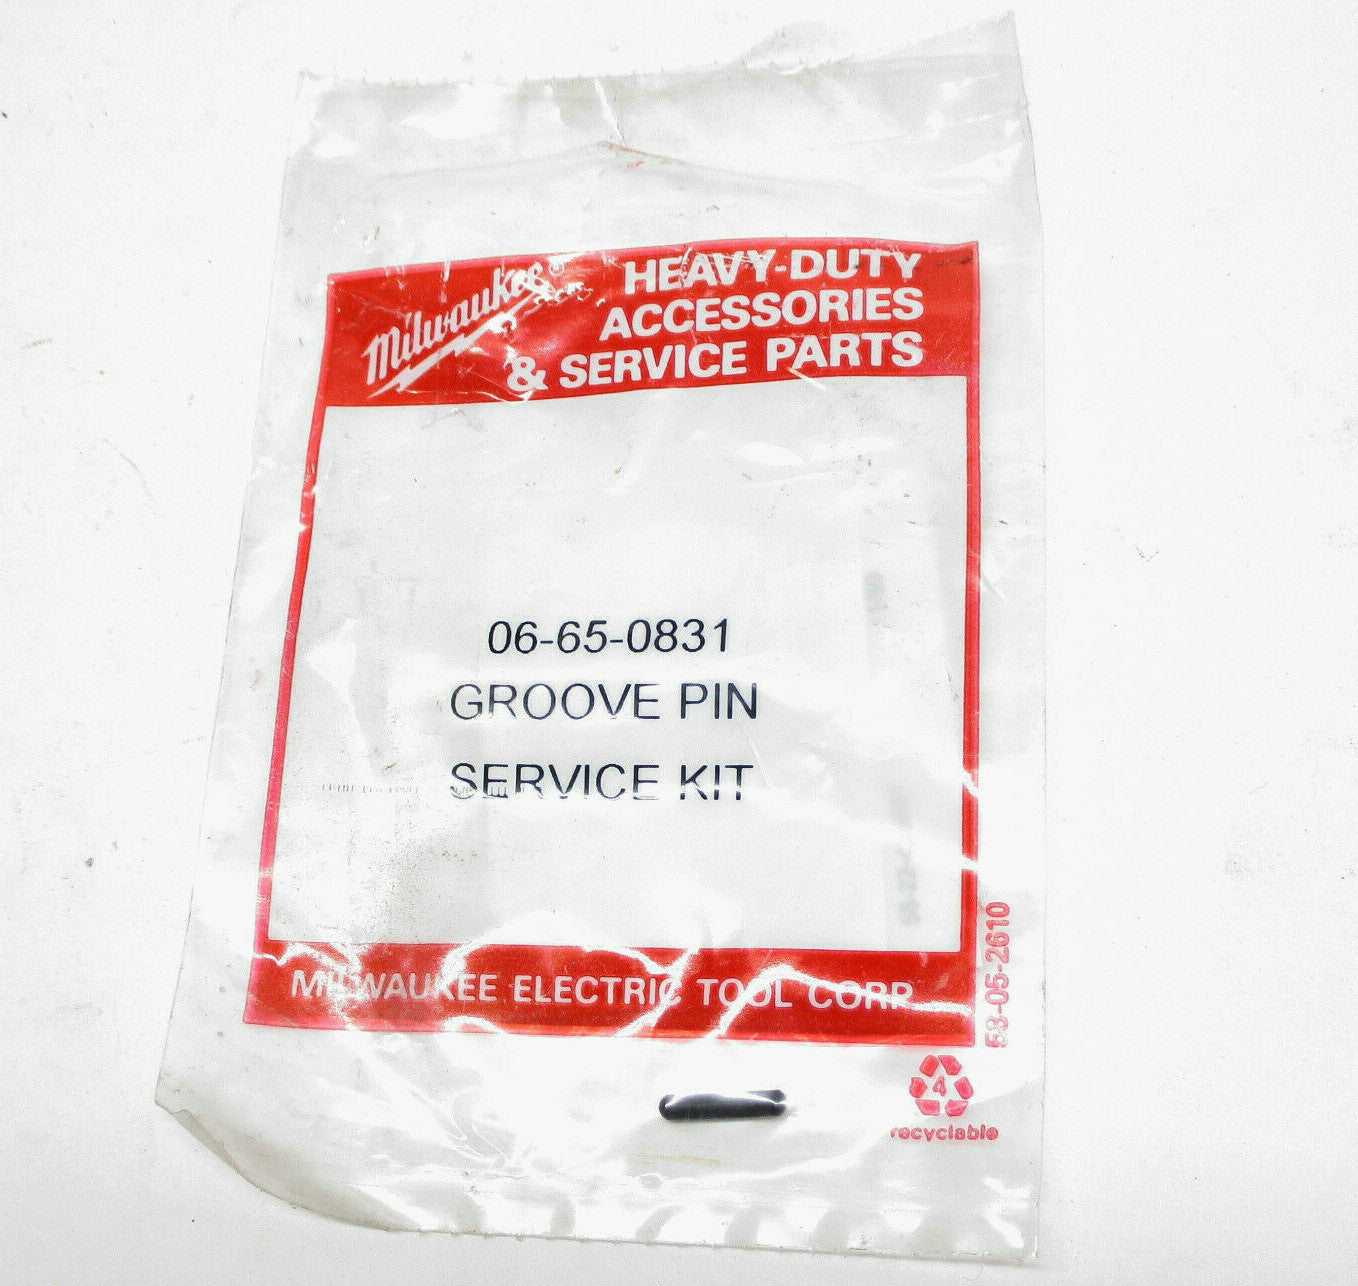 Milwaukee®
HEAVY-DUTY
ACCESSORIES
& SERVICE PARTS
06-65-0831
GROOVE PIN
SERVICE KIT
MILWAUKEE ELECTRIC TOOL CORP.
58-05-2610
4
recyclable